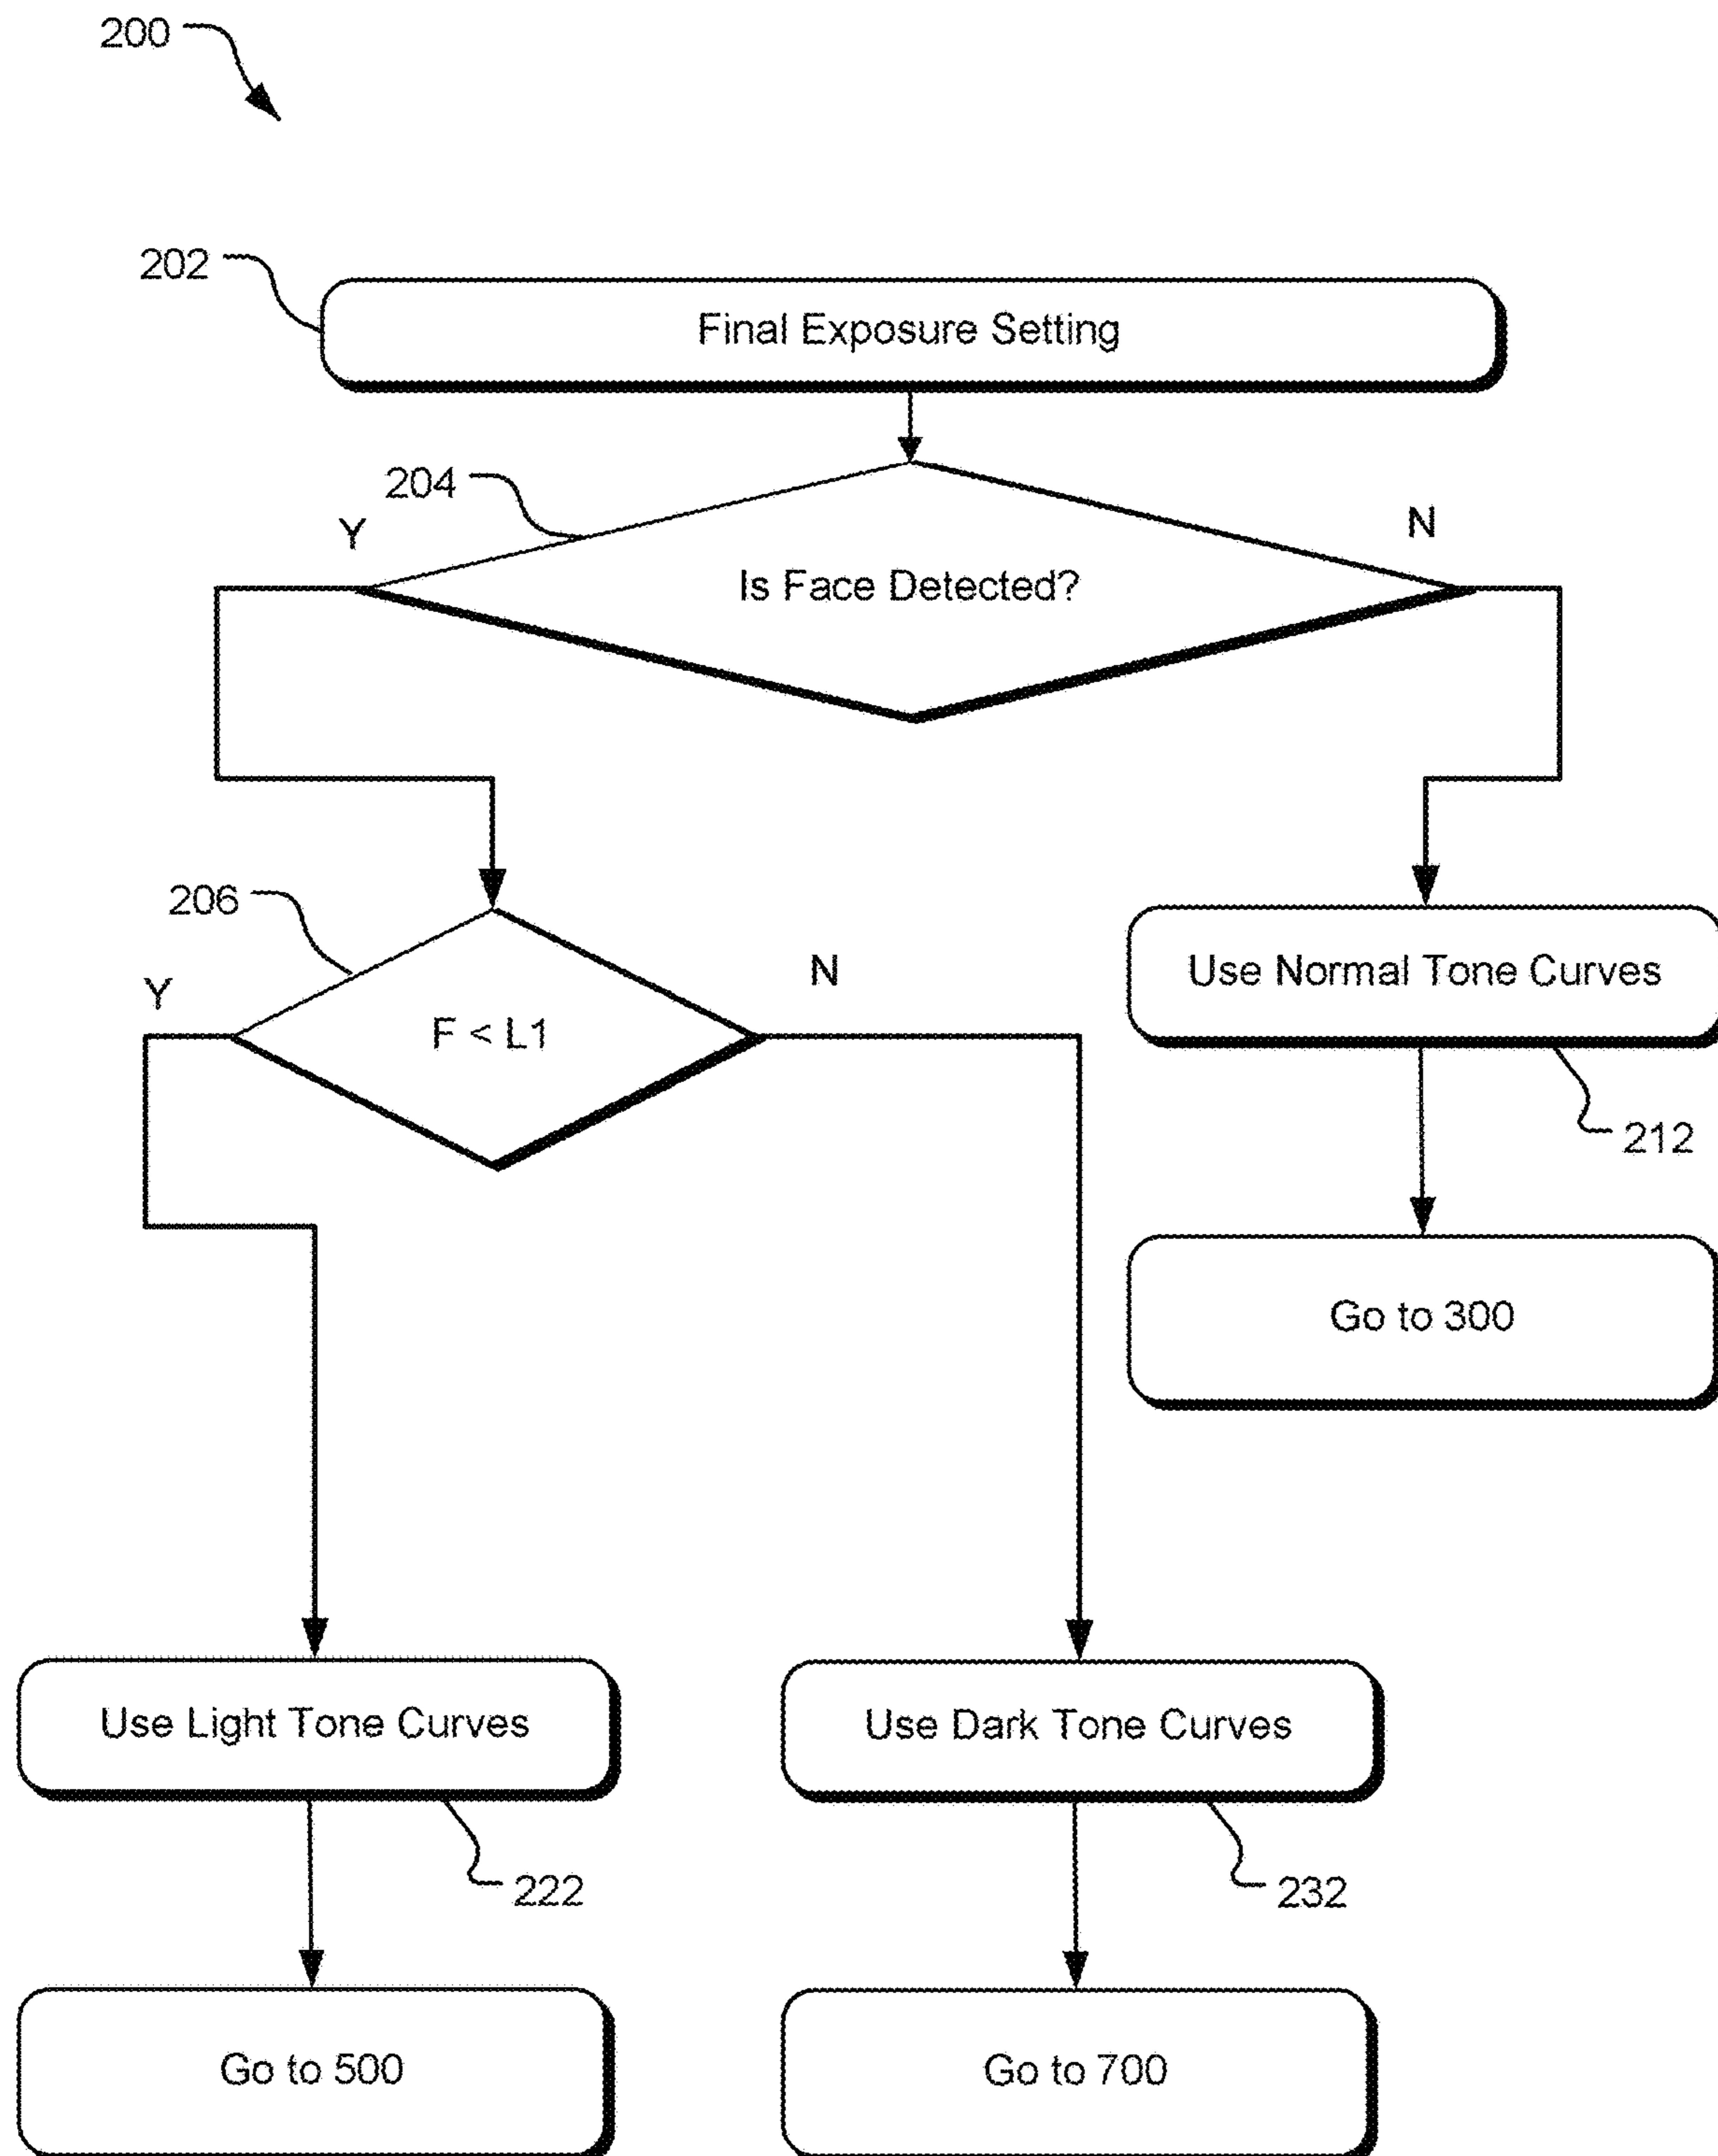 200
202
Final Exposure Setting
204
Y
N
Is Face Detected?
206
Y
N
F < L1
Use Normal Tone Curves
212
Go to 300
Use Light Tone Curves
Use Dark Tone Curves
222
232
Go to 500
Go to 700